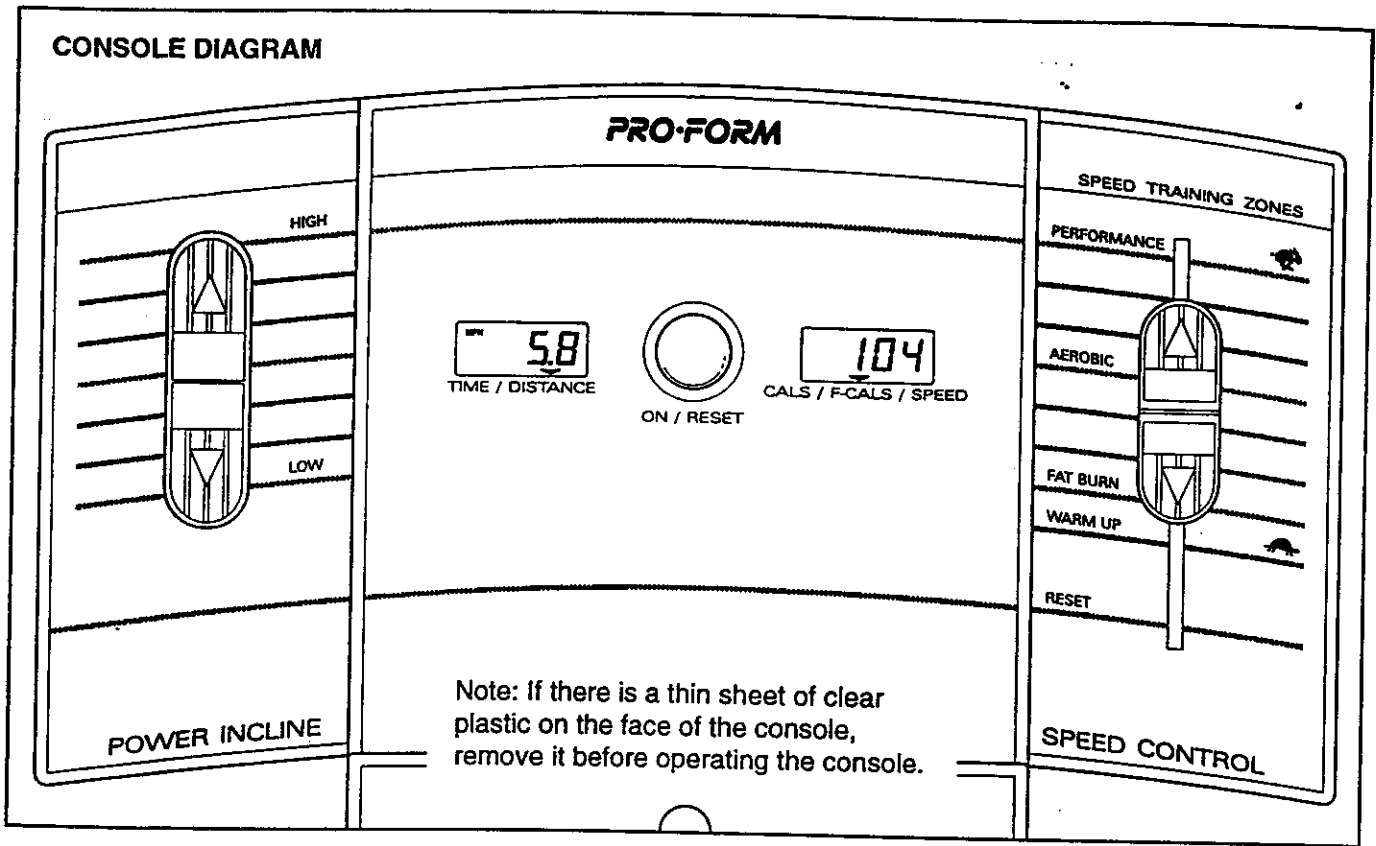 CONSOLE DIAGRAM
PRO·FORM
SPEED TRAINING ZONES
HIGH
LOW
POWER INCLINE
MPH
5.8
TIME / DISTANCE
ON / RESET
104
CALS / F-CALS / SPEED
PERFORMANCE
AEROBIC
FAT BURN
WARM UP
RESET
SPEED CONTROL
Note: If there is a thin sheet of clear
plastic on the face of the console,
remove it before operating the console.